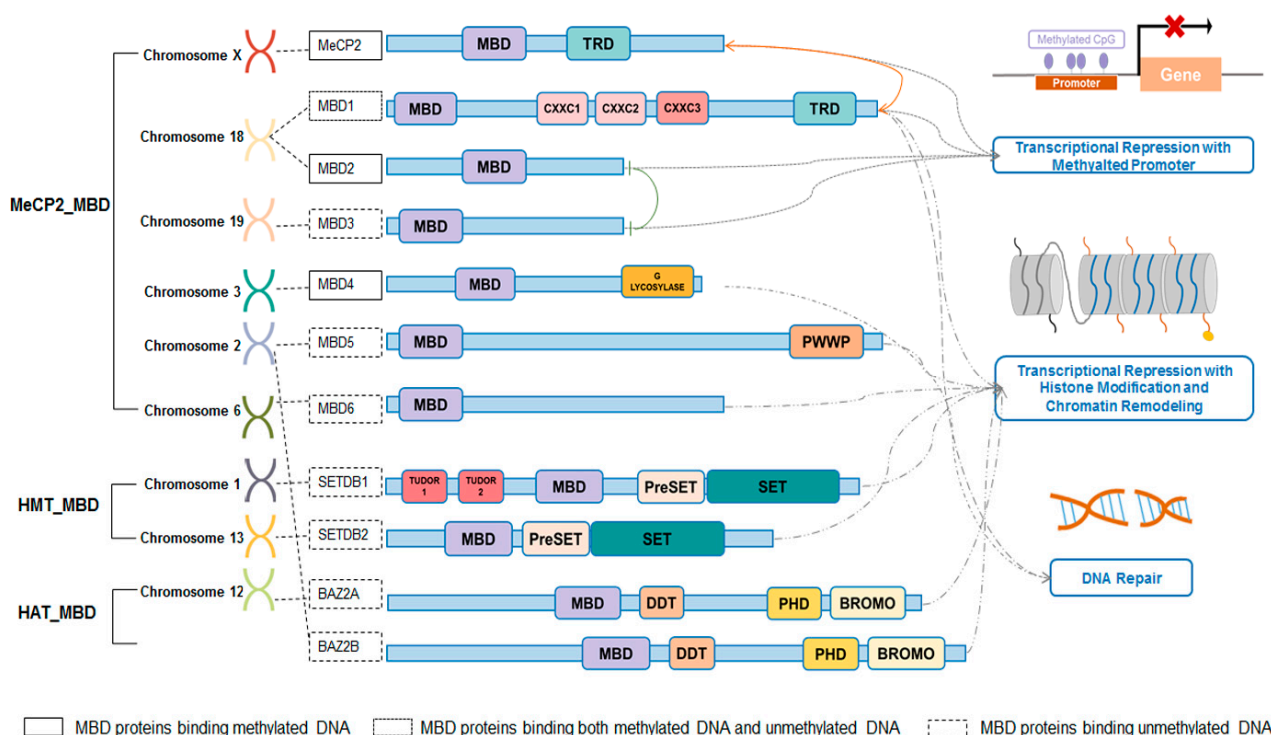 Chromosome X
MeCP2
MBD
TRD
Methylated CpG
Promoter
Gene
Chromosome 18
MBD1
MBD
CXXC1
CXXC2
CXXC3
TRD
MBD2
MBD
Transcriptional Repression with
Methyalted Promoter
MeCP2_MBD
Chromosome 19
MBD3
MBD
Chromosome 3
MBD4
MBD
G
LYCOSYLASE
Chromosome 2
MBD5
MBD
PWWP
Chromosome 6
MBD6
MBD
Transcriptional Repression with
Histone Modification and
Chromatin Remodeling
HMT_MBD
Chromosome 1
SETDB1
TUDOR
1
TUDOR
2
MBD
PreSET
SET
Chromosome 13
SETDB2
MBD
PreSET
SET
DNA Repair
HAT_MBD
Chromosome 12
BAZ2A
MBD
DDT
PHD
BROMO
BAZ2B
MBD
DDT
PHD
BROMO
MBD proteins binding methylated DNA
MBD proteins binding both methylated DNA and unmethylated DNA
MBD proteins binding unmethylated DNA